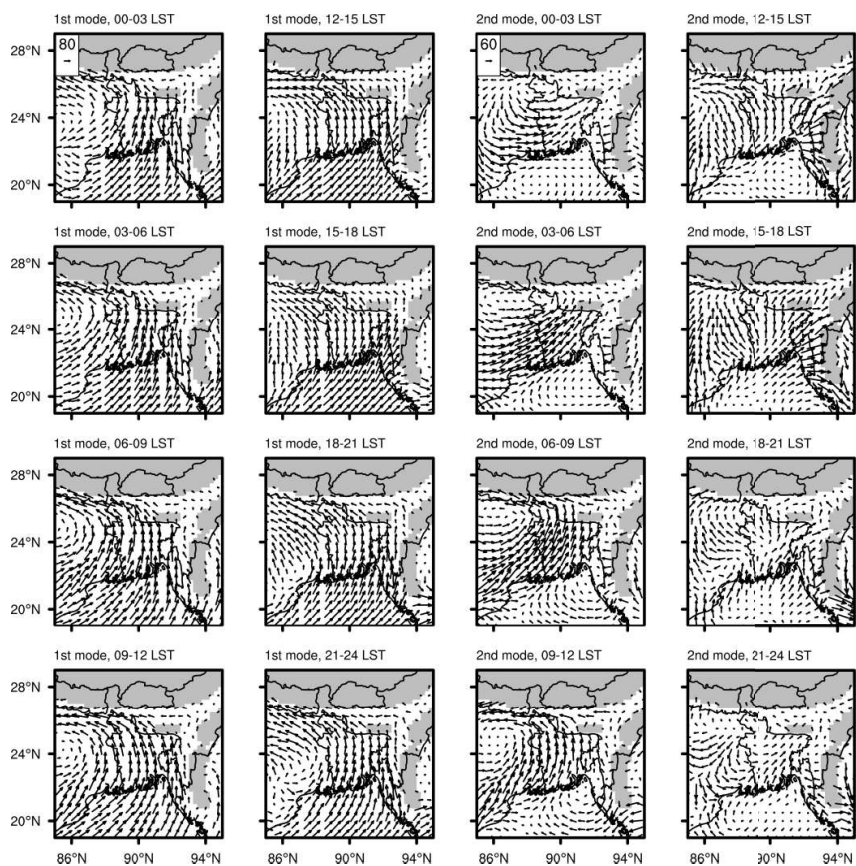 1st mode, 00-03 LST
1st mode, 12-15 LST
2nd mode, 00-03 LST
2nd mode, 12-15 LST
28°N
80
60
24°N
20°N
1st mode, 03-06 LST
1st mode, 15-18 LST
2nd mode, 03-06 LST
2nd mode, 15-18 LST
28°N
24°N
20°N
1st mode, 06-09 LST
1st mode, 18-21 LST
2nd mode, 06-09 LST
2nd mode, 18-21 LST
28°N
24°N
20°N
1st mode, 09-12 LST
1st mode, 21-24 LST
2nd mode, 09-12 LST
2nd mode, 21-24 LST
28°N
24°N
20°N
86°N 90°N 94°N 86°N 90°N 94°N 86°N 90°N 94°N 86°N 90°N 94°N